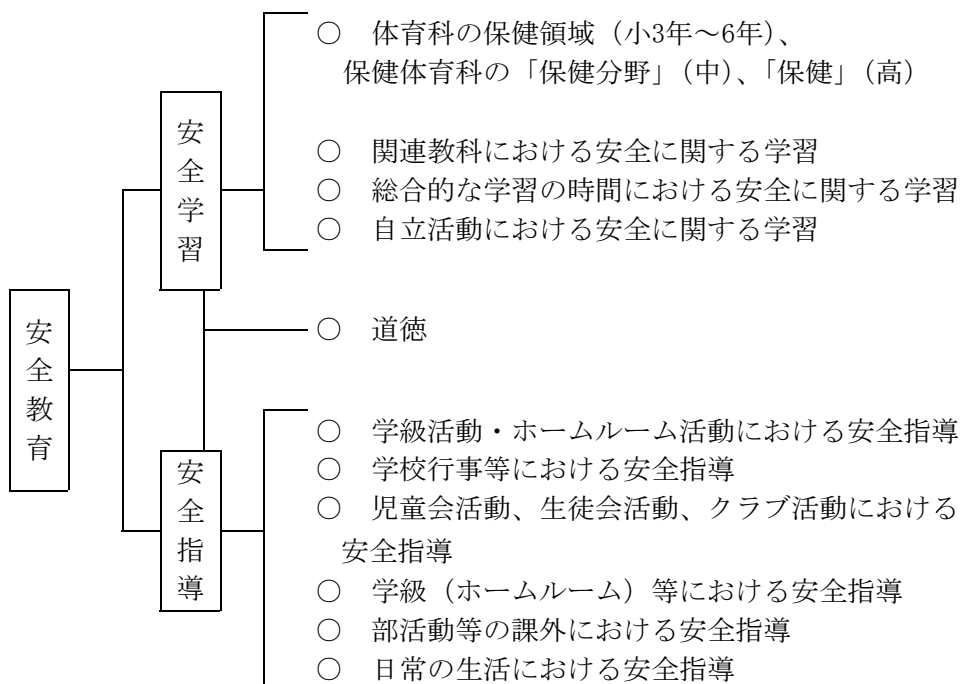 安全教育
安全学習
○　体育科の保健領域（小3年～6年）、
保健体育科の「保健分野」（中）、「保健」（高）
○　関連教科における安全に関する学習
○　総合的な学習の時間における安全に関する学習
○　自立活動における安全に関する学習
○　道徳
安全指導
○　学級活動・ホームルーム活動における安全指導
○　学校行事等における安全指導
○　児童会活動、生徒会活動、クラブ活動における
安全指導
○　学級（ホームルーム）等における安全指導
○　部活動等の課外における安全指導
○　日常の生活における安全指導